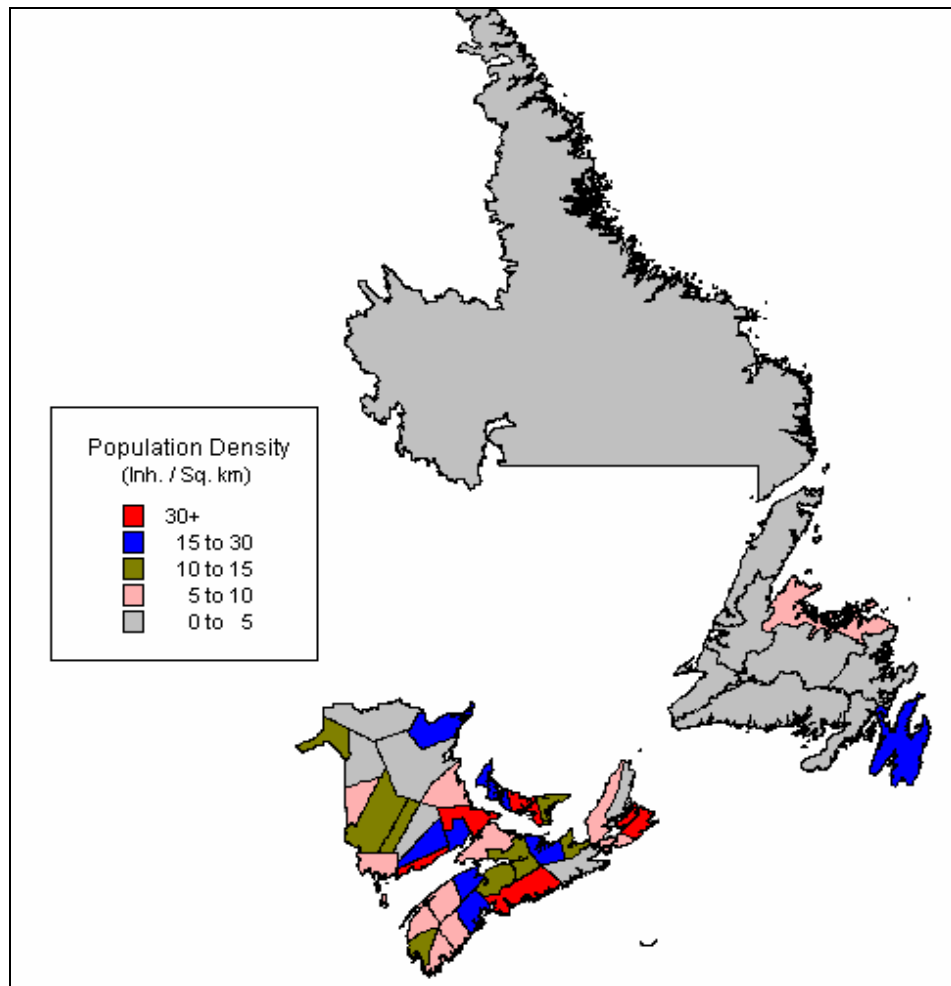 Population Density
(Inh. / Sq. km)
30+
15 to 30
10 to 15
5 to 10
0 to 5